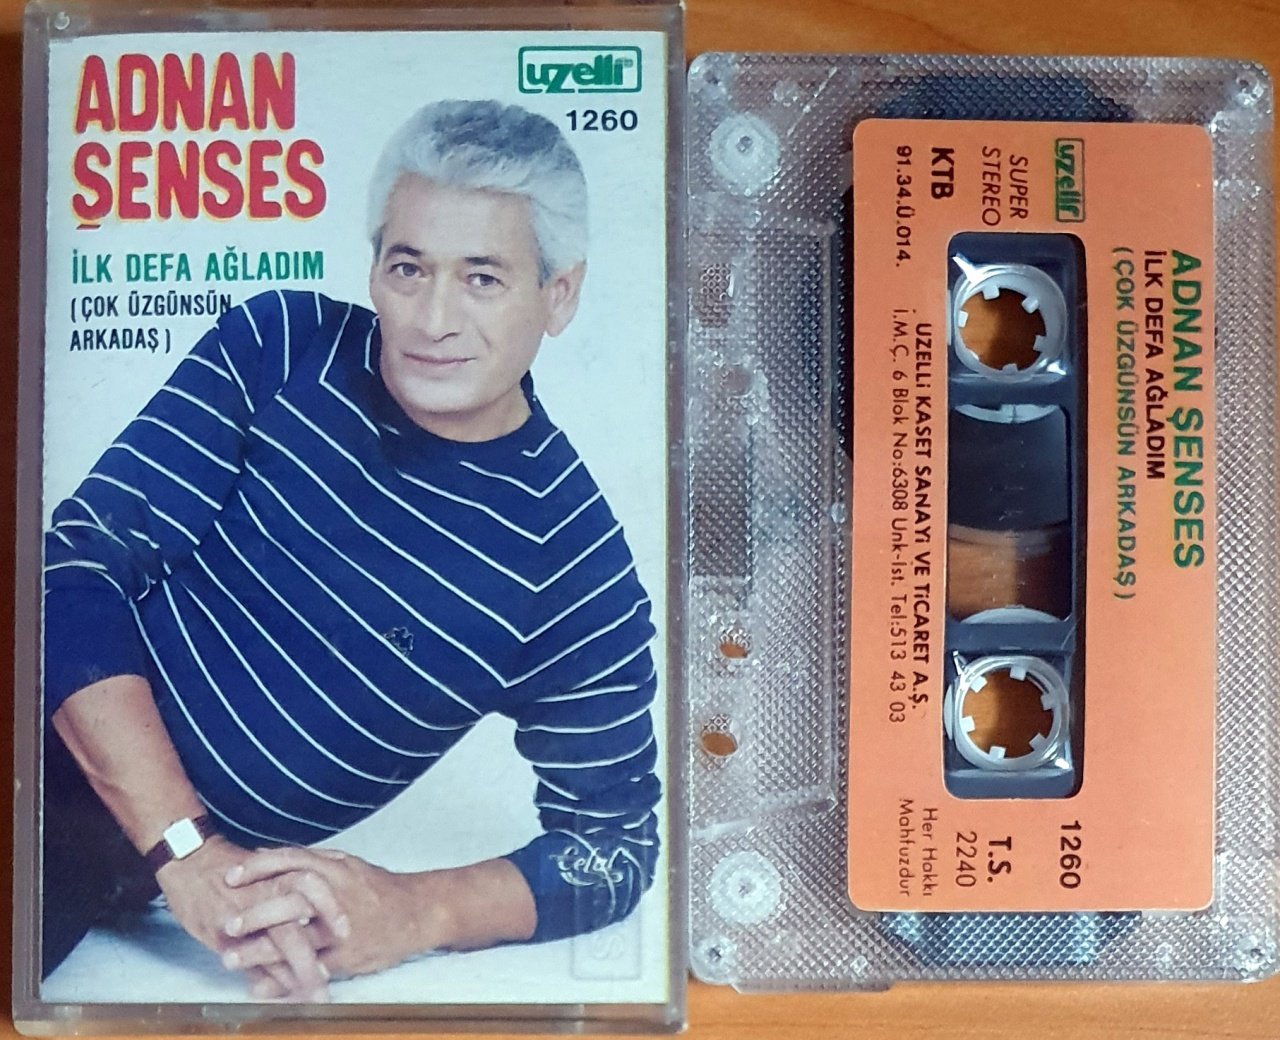 ADNAN
ŞENSES
İLK DEFA AĞLADIM
(ÇOK ÜZGÜNSÜN
ARKADAŞ)
uzelli
1260
Celal
S
ADNAN ŞENSES
İLK DEFA AĞLADIM
(ÇOK ÜZGÜNSÜN ARKADAŞ)
uzelli
SUPER
STEREO
KTB
91.34.Ü.014.
UZELLİ KASET SANAYİ VE TİCARET A.Ş.
İ.M.Ç. 6 Blok No:6308 Unk-İst. Tel:513 43 03
1260
T.S.
2240
Her Hakkı
Mahfuzdur